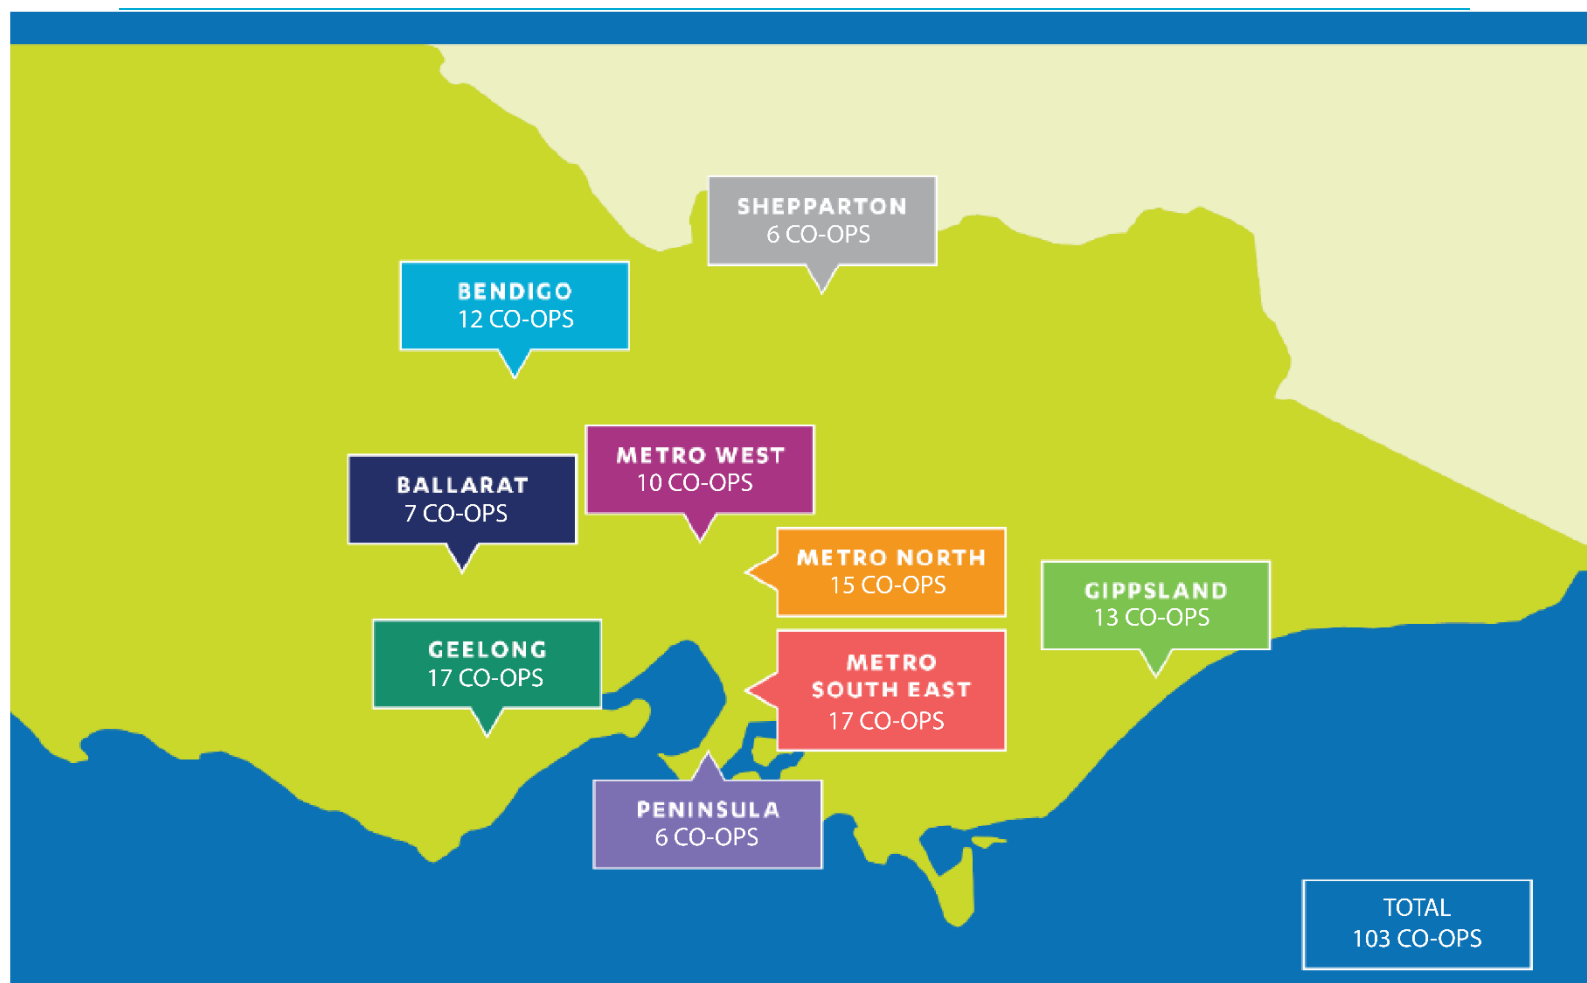 SHEPPARTON
6 CO-OPS
BENDIGO
12 CO-OPS
METRO WEST
10 CO-OPS
BALLARAT
7 CO-OPS
METRO NORTH
15 CO-OPS
GIPPSLAND
13 CO-OPS
GEELONG
17 CO-OPS
METRO
SOUTH EAST
17 CO-OPS
PENINSULA
6 CO-OPS
TOTAL
103 CO-OPS